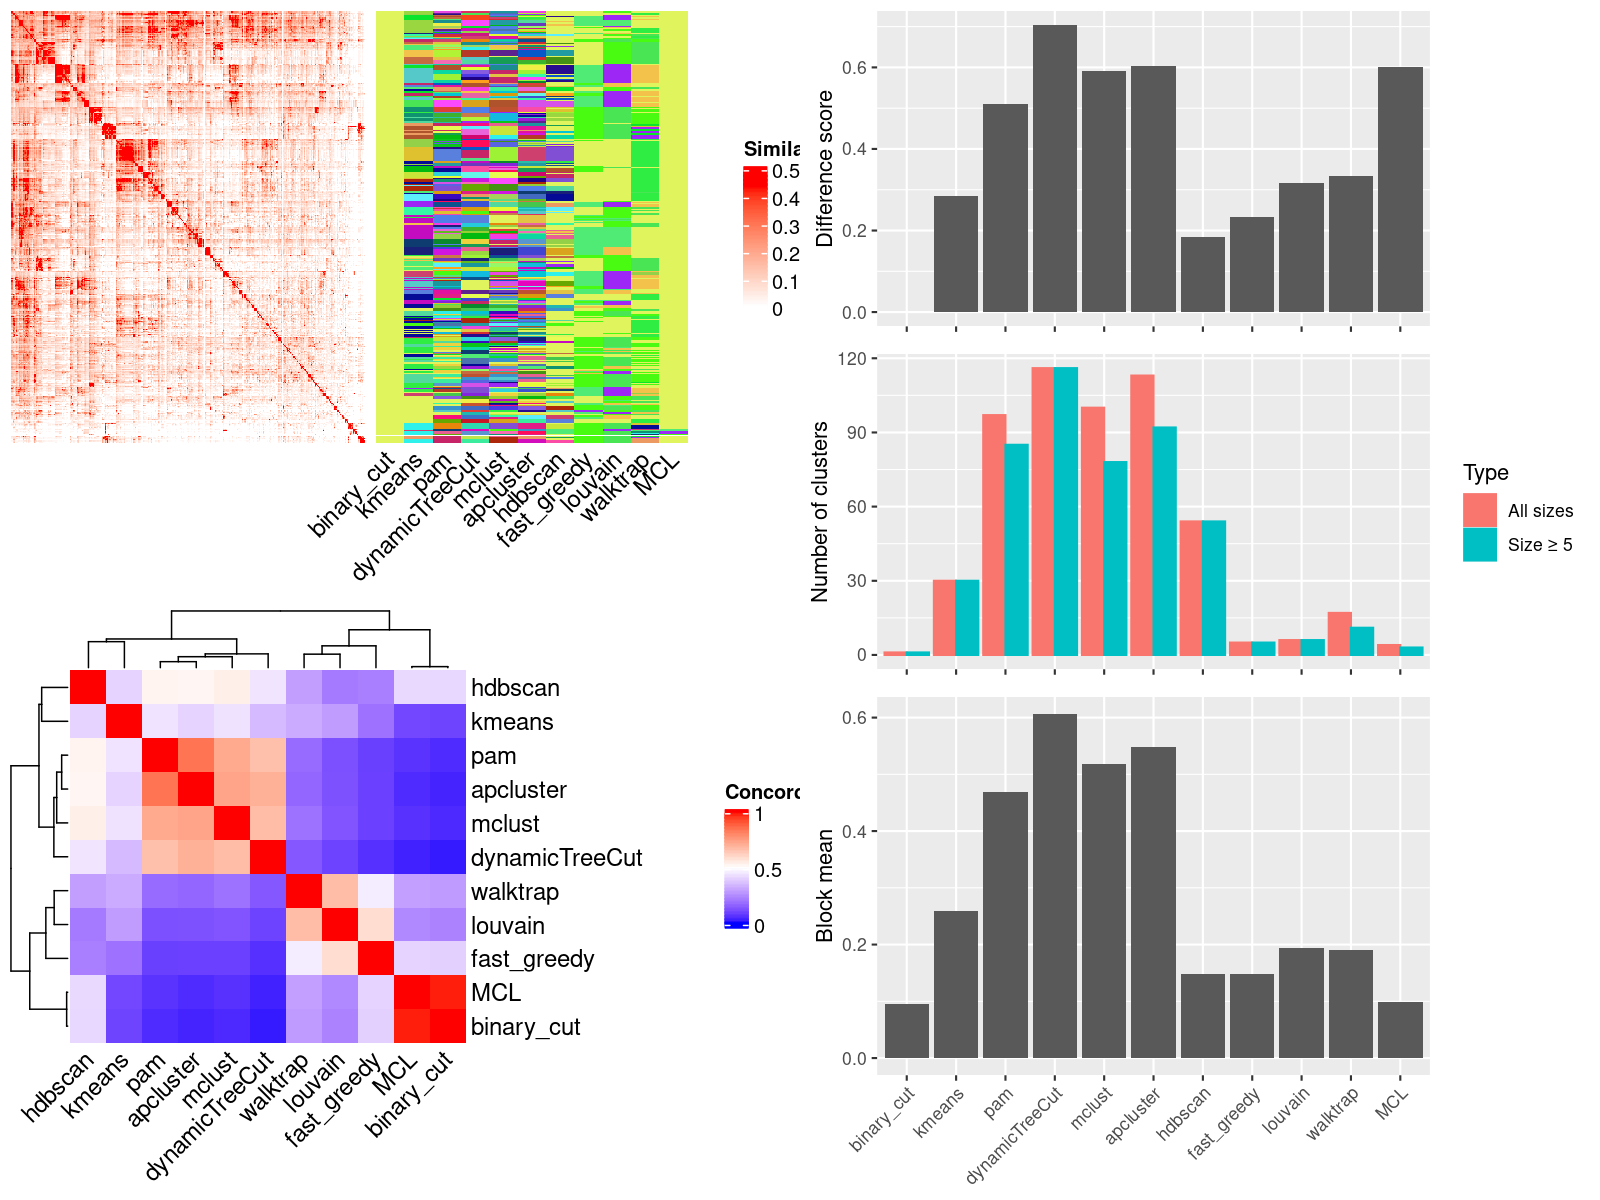 Simila
0.5
0.4
0.3
0.2
0.1
0
binary_cut
kmeans
pam
dynamicTreeCut
mclust
apcluster
hdbscan
fast_greedy
louvain
walktrap
MCL
hdbscan
kmeans
pam
apcluster
mclust
dynamicTreeCut
walktrap
louvain
fast_greedy
MCL
binary_cut
hdbscan
kmeans
pam
apcluster
mclust
dynamicTreeCut
walktrap
louvain
fast_greedy
MCL
binary_cut
Concord
1
0.5
0
Difference score
0.6
0.4
0.2
0.0
Number of clusters
120
90
60
30
0
Type
All sizes
Size ≥ 5
Block mean
0.6
0.4
0.2
0.0
binary_cut
kmeans
pam
dynamicTreeCut
mclust
apcluster
hdbscan
fast_greedy
louvain
walktrap
MCL